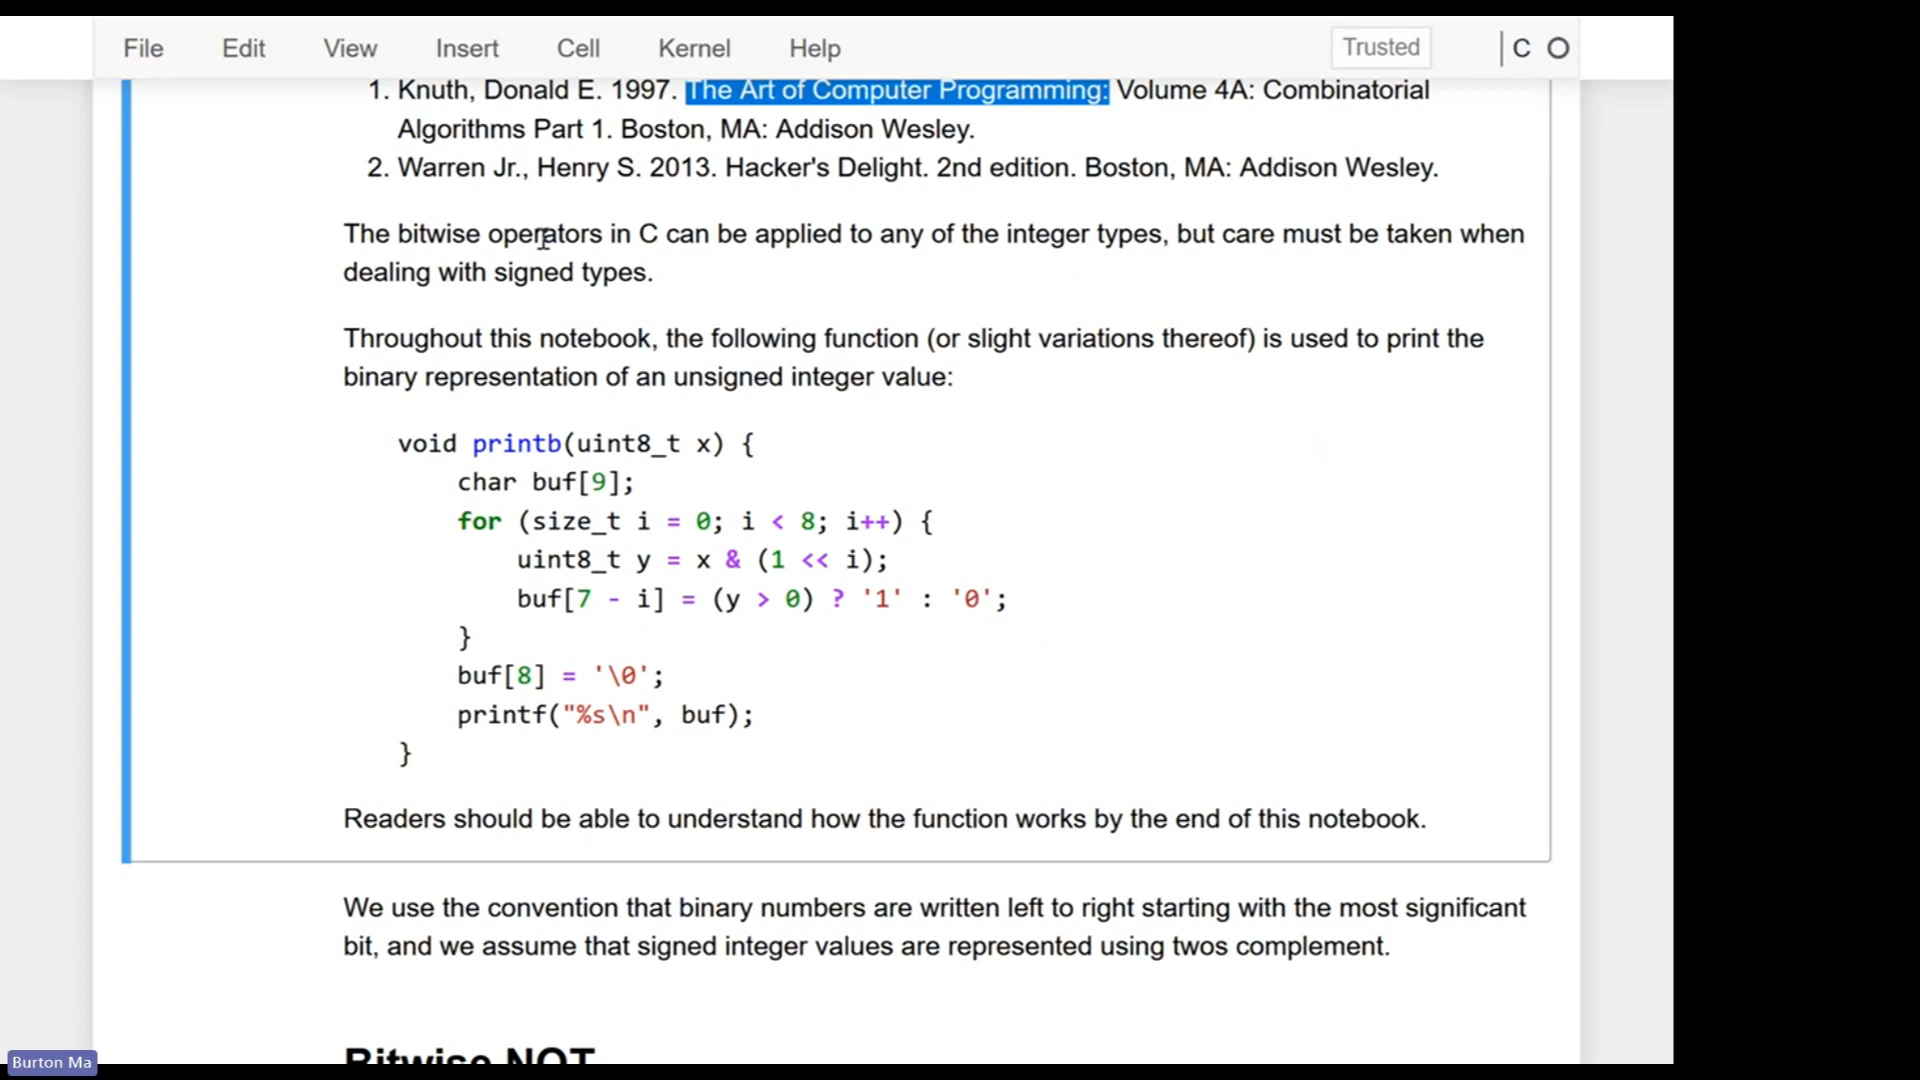 File Edit View Insert Cell Kernel Help Trusted C
1. Knuth, Donald E. 1997. The Art of Computer Programming: Volume 4A: Combinatorial
Algorithms Part 1. Boston, MA: Addison Wesley.
2. Warren Jr., Henry S. 2013. Hacker's Delight. 2nd edition. Boston, MA: Addison Wesley.
The bitwise operators in C can be applied to any of the integer types, but care must be taken when
dealing with signed types.
Throughout this notebook, the following function (or slight variations thereof) is used to print the
binary representation of an unsigned integer value:
void printb(uint8_t x) {
    char buf[9];
    for (size_t i = 0; i < 8; i++) {
        uint8_t y = x & (1 << i);
        buf[7 - i] = (y > 0) ? '1' : '0';
    }
    buf[8] = '\0';
    printf("%s\n", buf);
}
Readers should be able to understand how the function works by the end of this notebook.
We use the convention that binary numbers are written left to right starting with the most significant
bit, and we assume that signed integer values are represented using twos complement.
Bitwise NOT
Burton Ma